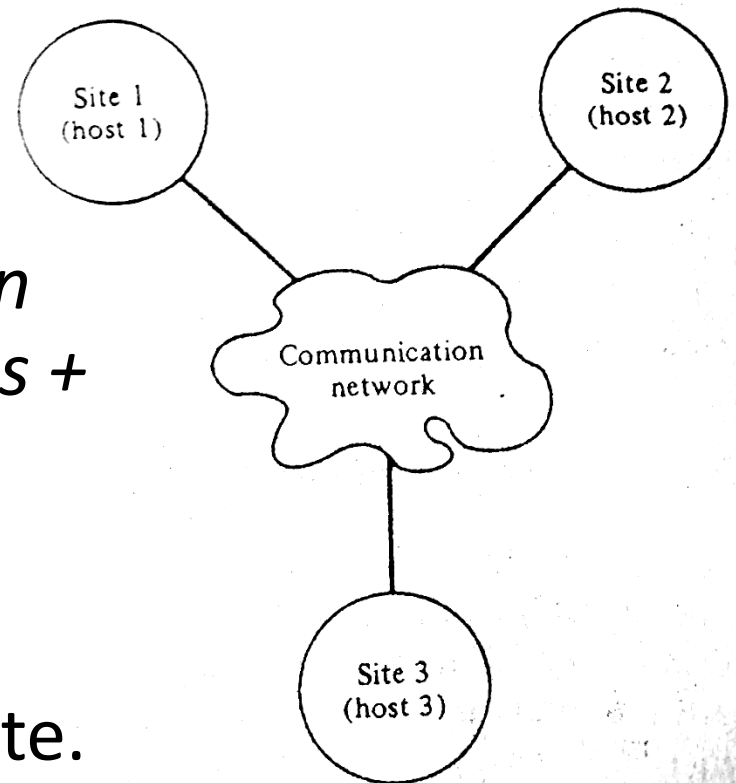 Site 1
(host 1)
Site 2
(host 2)
n
s +
Communication
network
Site 3
(host 3)
te.